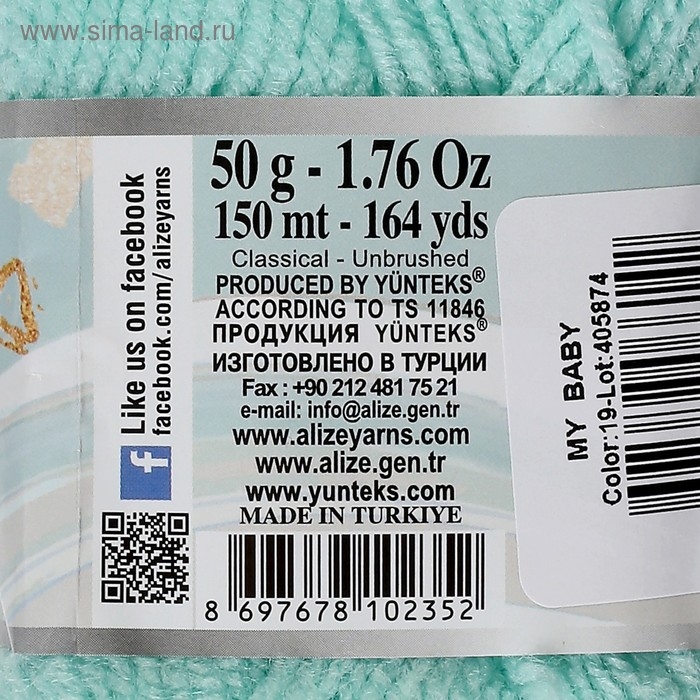 www.sima-land.ru
50 g - 1.76 Oz
150 mt - 164 yds
Classical - Unbrushed
PRODUCED BY YÜNTEKS®
ACCORDING TO TS 11846
ПРОДУКЦИЯ YÜNTEKS®
ИЗГОТОВЛЕНО В ТУРЦИИ
Fax : +90 212 481 75 21
e-mail: info@alize.gen.tr
www.alizeyarns.com
www.alize.gen.tr
www.yunteks.com
MADE IN TURKIYE
8 697678 102352
Like us on facebook
facebook.com/alizeyarns
f
MY BABY
Color:19-Lot:405874